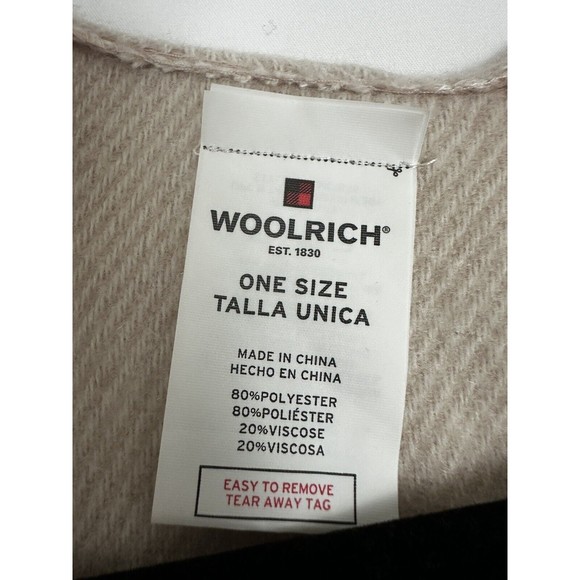 WOOLRICH®
EST. 1830
ONE SIZE
TALLA UNICA
MADE IN CHINA
HECHO EN CHINA
80%POLYESTER
80%POLIÉSTER
20%VISCOSE
20%VISCOSA
EASY TO REMOVE
TEAR AWAY TAG